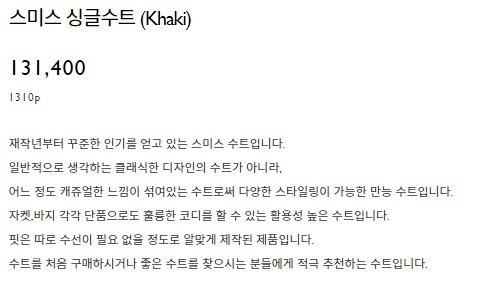 스미스 싱글수트 (Khaki)
131,400
1310p
재작년부터 꾸준한 인기를 얻고 있는 스미스 수트입니다.
일반적으로 생각하는 클래식한 디자인의 수트가 아니라,
어느 정도 캐쥬얼한 느낌이 섞여있는 수트로써 다양한 스타일링이 가능한 만능 수트입니다.
자켓,바지 각각 단품으로도 훌륭한 코디를 할 수 있는 활용성 높은 수트입니다.
핏은 따로 수선이 필요 없을 정도로 알맞게 제작된 제품입니다.
수트를 처음 구매하시거나 좋은 수트를 찾으시는 분들에게 적극 추천하는 수트입니다.